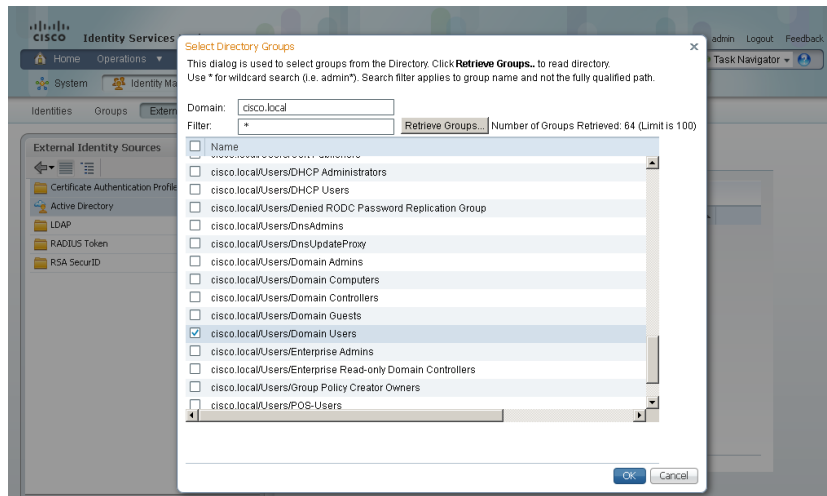 CISCO Identity Services
admin Logout Feedback
Home Operations
Task Navigator
System Identity Ma
Identities Groups Extern
External Identity Sources
Certificate Authentication Profile
Active Directory
LDAP
RADIUS Token
RSA SecurID
Select Directory Groups
This dialog is used to select groups from the Directory. Click Retrieve Groups.. to read directory.
Use * for wildcard search (i.e. admin*). Search filter applies to group name and not the fully qualified path.
Domain: cisco.local
Filter: * Retrieve Groups... Number of Groups Retrieved: 64 (Limit is 100)
Name
cisco.local/Users/DHCP Administrators
cisco.local/Users/DHCP Users
cisco.local/Users/Denied RODC Password Replication Group
cisco.local/Users/DnsAdmins
cisco.local/Users/DnsUpdateProxy
cisco.local/Users/Domain Admins
cisco.local/Users/Domain Computers
cisco.local/Users/Domain Controllers
cisco.local/Users/Domain Guests
cisco.local/Users/Domain Users
cisco.local/Users/Enterprise Admins
cisco.local/Users/Enterprise Read-only Domain Controllers
cisco.local/Users/Group Policy Creator Owners
cisco.local/Users/POS-Users
OK Cancel